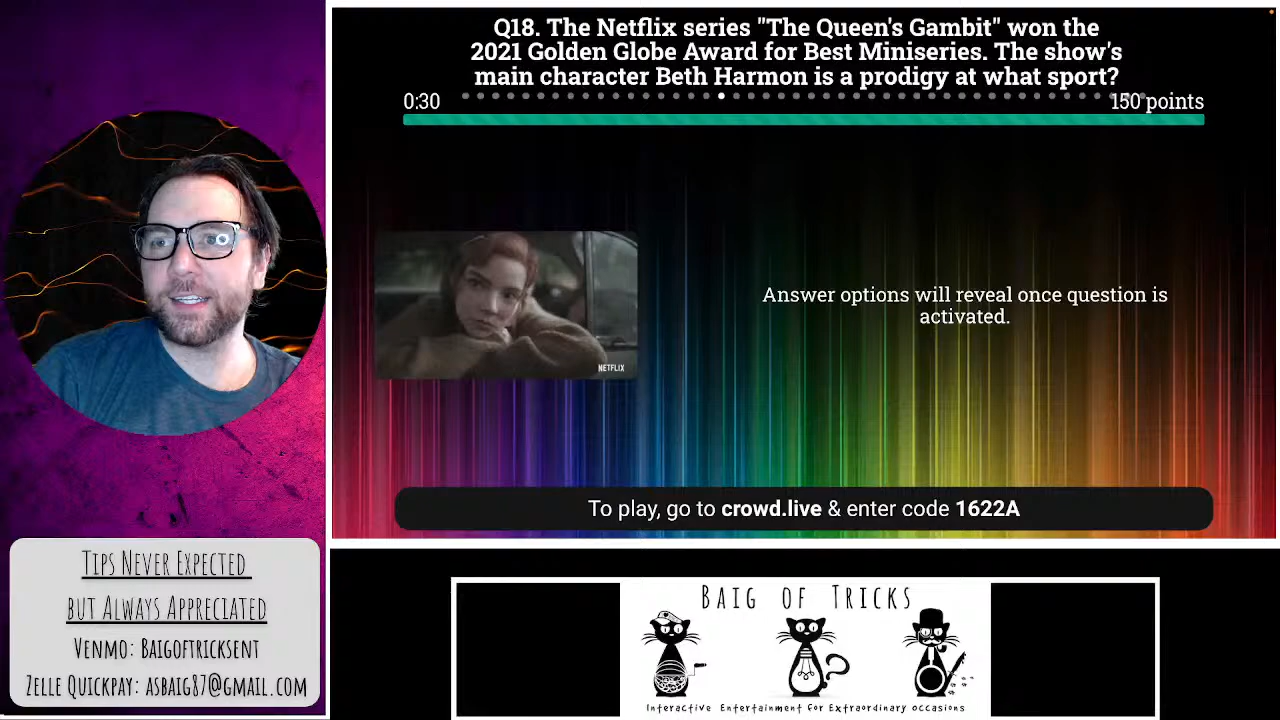 Q18. The Netflix series "The Queen's Gambit" won the
2021 Golden Globe Award for Best Miniseries. The show's
main character Beth Harmon is a prodigy at what sport?
0:30
150 points
NETFLIX
Answer options will reveal once question is
activated.
To play, go to crowd.live & enter code 1622A
Tips Never Expected
but Always Appreciated
Venmo: Baigoftricksent
Zelle Quickpay: asbaig87@gmail.com
Baig of Tricks
Interactive Entertainment for Extraordinary Occasions